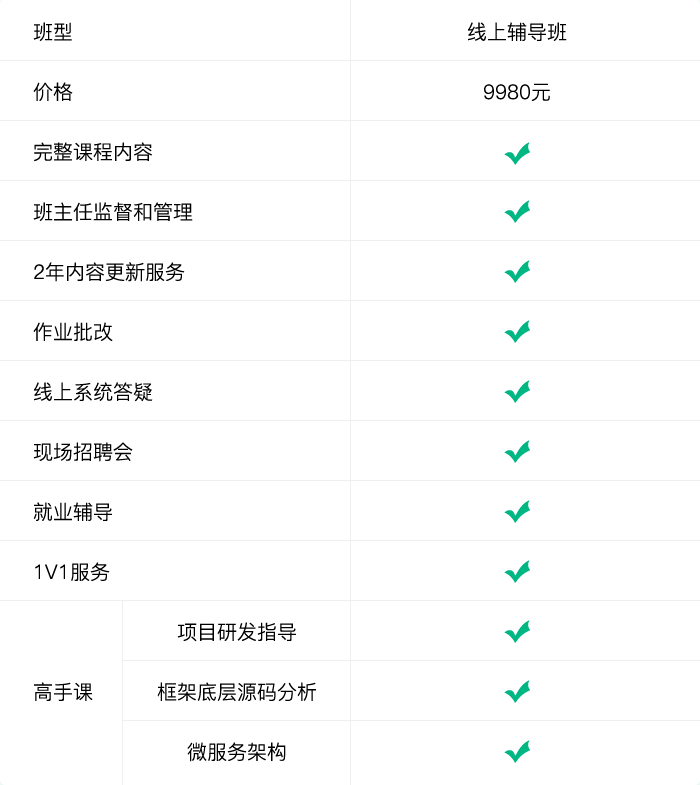 班型 线上辅导班
价格 9980元
完整课程内容
班主任监督和管理
2年内容更新服务
作业批改
线上系统答疑
现场招聘会
就业辅导
1V1服务
高手课
项目研发指导
框架底层源码分析
微服务架构